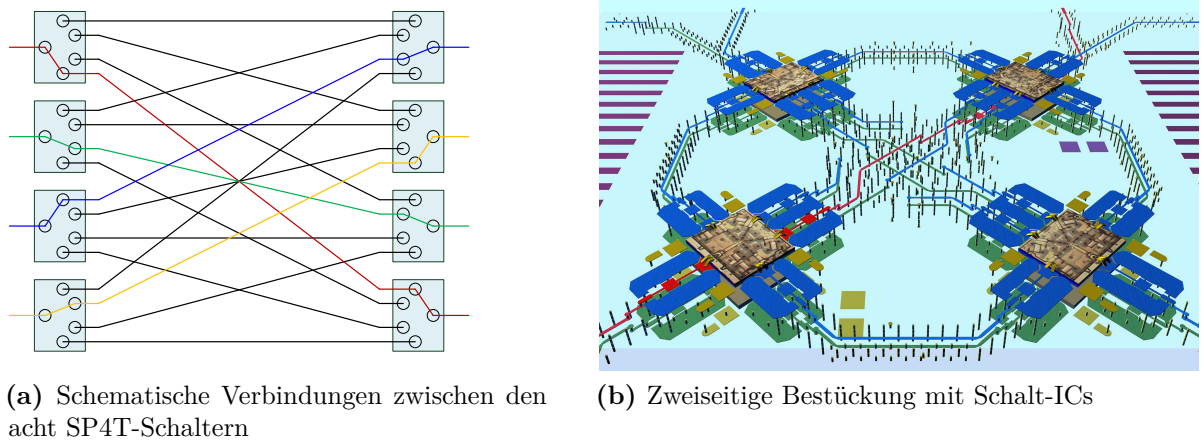 (a) Schematische Verbindungen zwischen den
acht SP4T-Schaltern
(b) Zweiseitige Bestückung mit Schalt-ICs